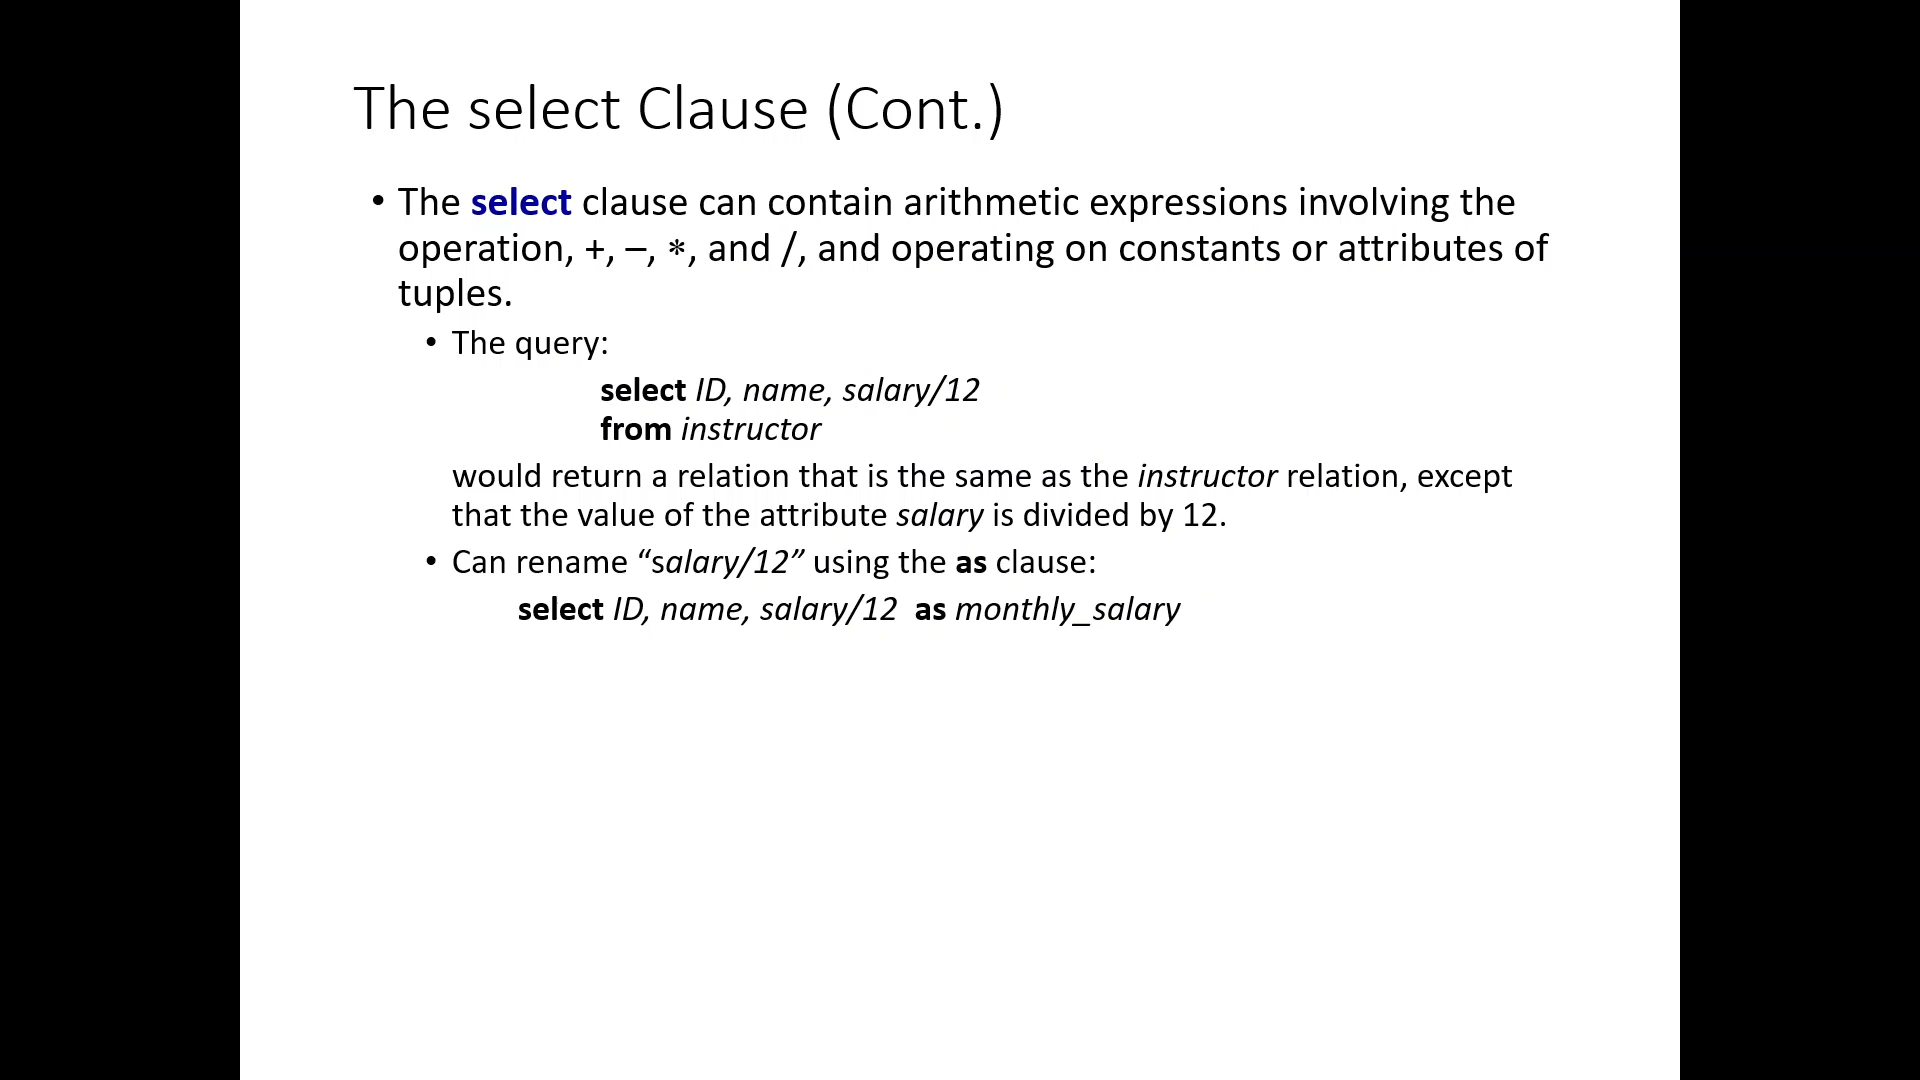 The select Clause (Cont.)
• The select clause can contain arithmetic expressions involving the
operation, +, –, ∗, and /, and operating on constants or attributes of
tuples.
• The query:
select ID, name, salary/12
from instructor
would return a relation that is the same as the instructor relation, except
that the value of the attribute salary is divided by 12.
• Can rename “salary/12” using the as clause:
select ID, name, salary/12 as monthly_salary